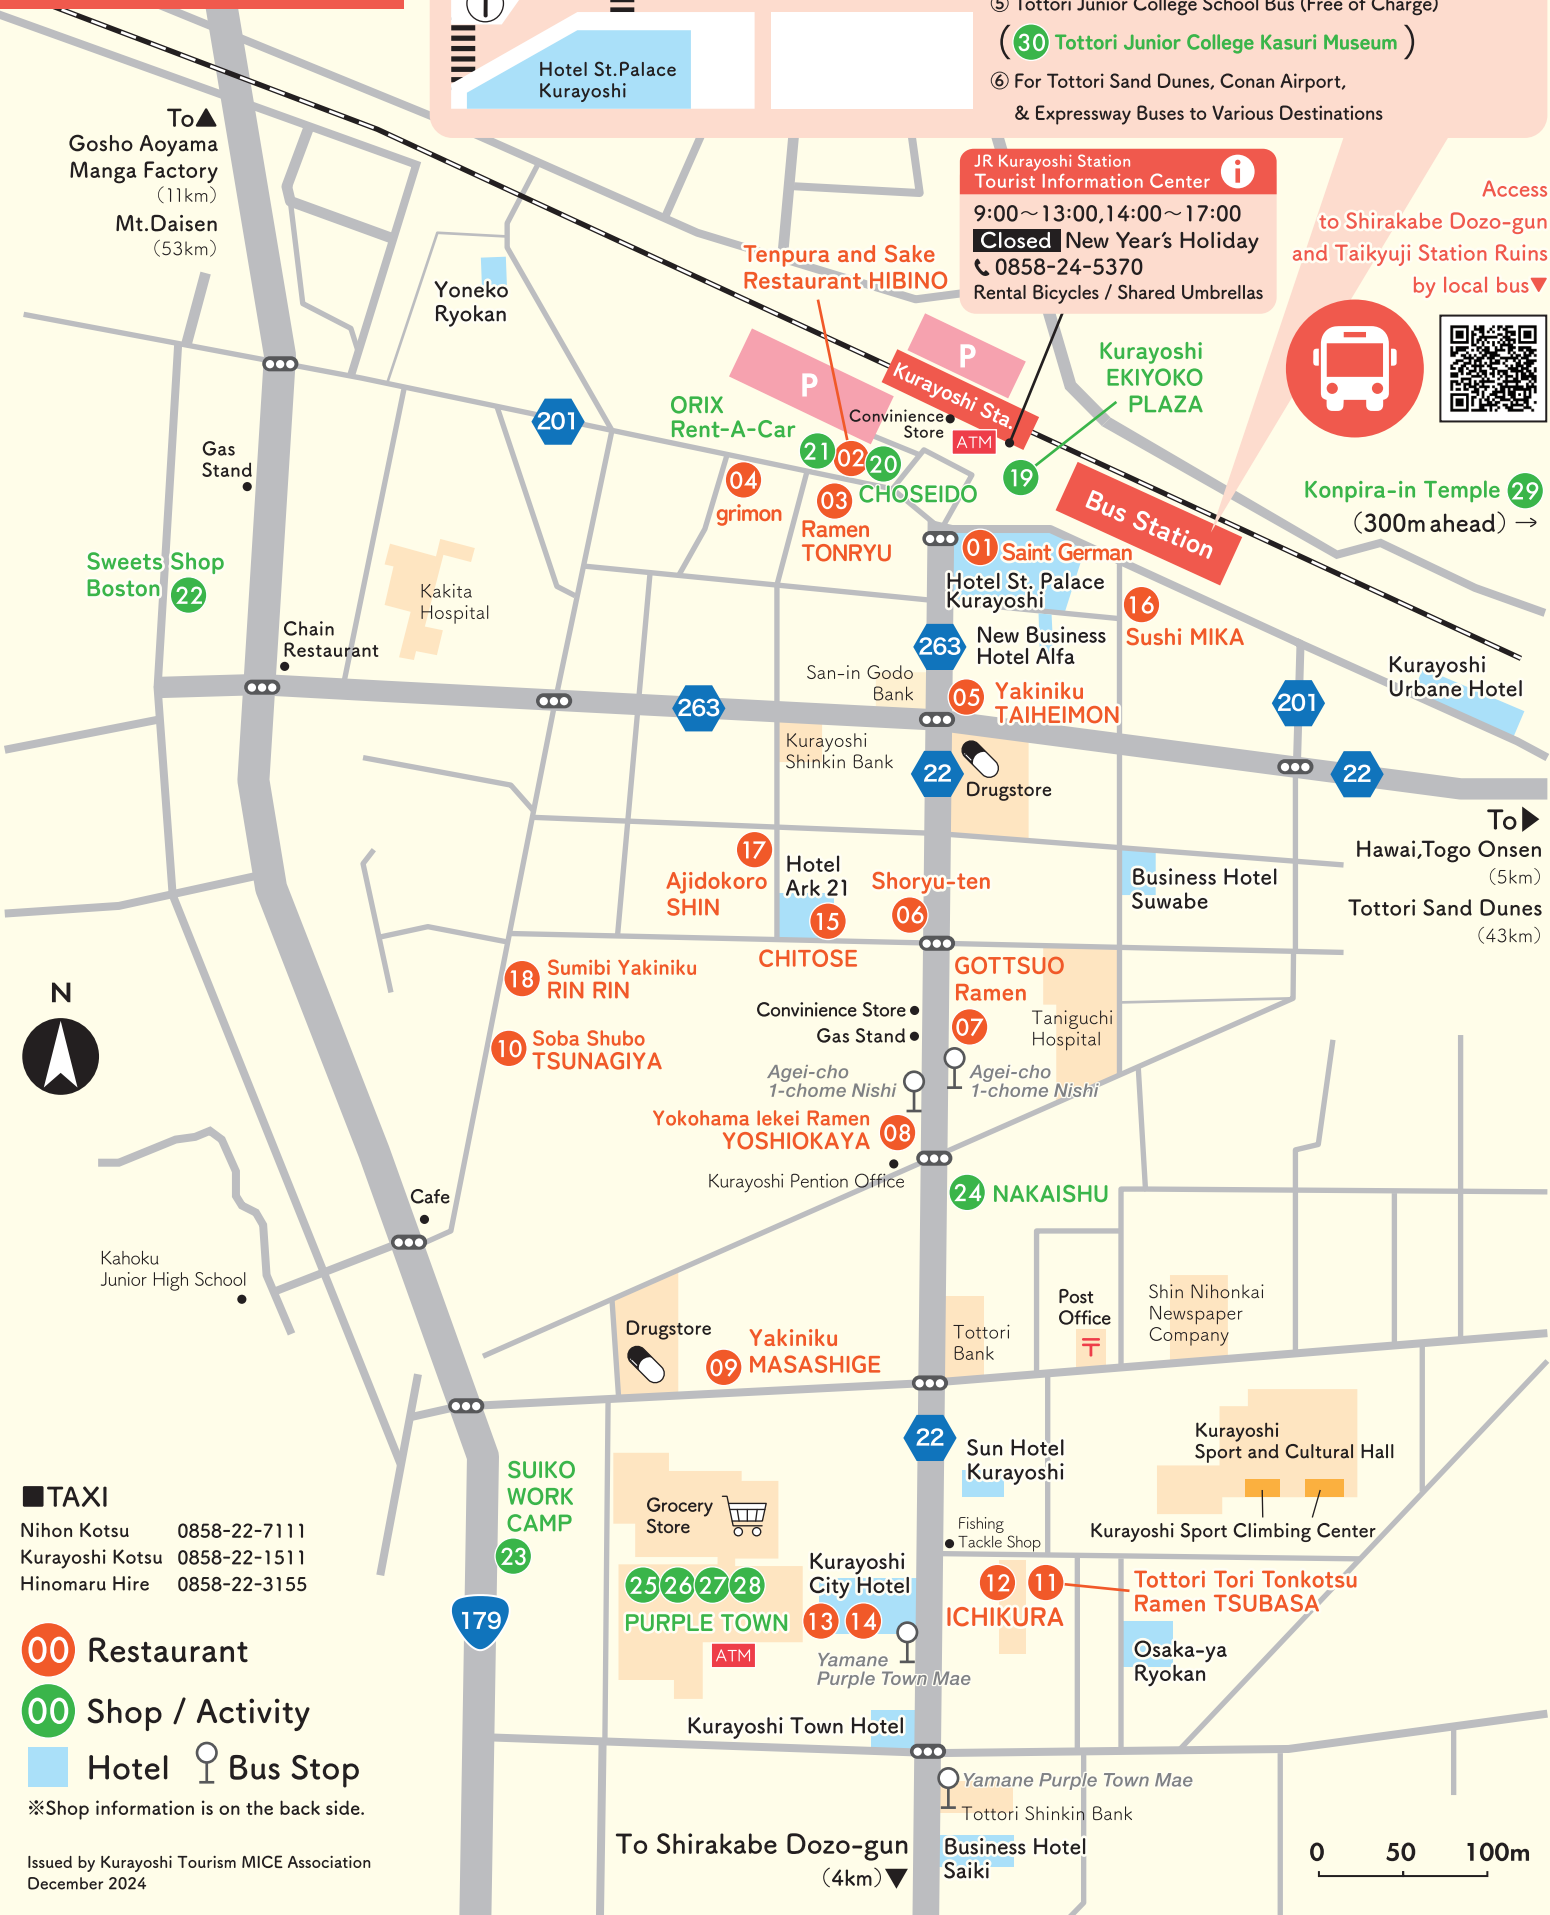 ⑤ Tottori Junior College School Bus (Free of Charge)
(30 Tottori Junior College Kasuri Museum)
⑥ For Tottori Sand Dunes, Conan Airport,
& Expressway Buses to Various Destinations
Hotel St.Palace
Kurayoshi
To▲
Gosho Aoyama
Manga Factory
(11km)
Mt.Daisen
(53km)
JR Kurayoshi Station
Tourist Information Center
i
9:00～13:00,14:00～17:00
Closed New Year's Holiday
0858-24-5370
Rental Bicycles / Shared Umbrellas
Access
to Shirakabe Dozo-gun
and Taikyuji Station Ruins
by local bus▼
Tenpura and Sake
Restaurant HIBINO
Yoneko
Ryokan
P
P
Kurayoshi Sta.
Kurayoshi
EKIYOKO
PLAZA
ORIX
Rent-A-Car
Convinience
Store
ATM
201
21
02
20
19
Gas
Stand
04
grimon
03
CHOSEIDO
Ramen
TONRYU
Bus Station
Konpira-in Temple 29
(300m ahead) →
01 Saint German
Sweets Shop
Boston 22
Kakita
Hospital
Hotel St. Palace
Kurayoshi
16
Sushi MIKA
Chain
Restaurant
263
New Business
Hotel Alfa
San-in Godo
Bank
05 Yakiniku
TAIHEIMON
Kurayoshi
Urbane Hotel
263
201
Kurayoshi
Shinkin Bank
22
Drugstore
22
To▶
Hawai,Togo Onsen
(5km)
Tottori Sand Dunes
(43km)
17
Ajidokoro
SHIN
Hotel
Ark 21
15
CHITOSE
Shoryu-ten
06
Business Hotel
Suwabe
18 Sumibi Yakiniku
RIN RIN
GOTTSUO
Ramen
07
N
Convinience Store
Gas Stand
Taniguchi
Hospital
10 Soba Shubo
TSUNAGIYA
Agei-cho
1-chome Nishi
Agei-cho
1-chome Nishi
Yokohama Iekei Ramen
YOSHIOKAYA 08
Kurayoshi Pention Office
24 NAKAISHU
Cafe
Kahoku
Junior High School
Post
Office
〒
Shin Nihonkai
Newspaper
Company
Drugstore
09 Yakiniku
MASASHIGE
Tottori
Bank
22
Sun Hotel
Kurayoshi
Kurayoshi
Sport and Cultural Hall
Kurayoshi Sport Climbing Center
SUIKO
WORK
CAMP
23
Grocery
Store
Fishing
Tackle Shop
■TAXI
Nihon Kotsu 0858-22-7111
Kurayoshi Kotsu 0858-22-1511
Hinomaru Hire 0858-22-3155
179
25 26 27 28
PURPLE TOWN
ATM
Kurayoshi
City Hotel
13 14
12 11
ICHIKURA
Tottori Tori Tonkotsu
Ramen TSUBASA
Yamane
Purple Town Mae
Osaka-ya
Ryokan
00 Restaurant
00 Shop / Activity
Hotel Bus Stop
※Shop information is on the back side.
Kurayoshi Town Hotel
Yamane Purple Town Mae
Tottori Shinkin Bank
To Shirakabe Dozo-gun
(4km)▼
Business Hotel
Saiki
Issued by Kurayoshi Tourism MICE Association
December 2024
0 50 100m